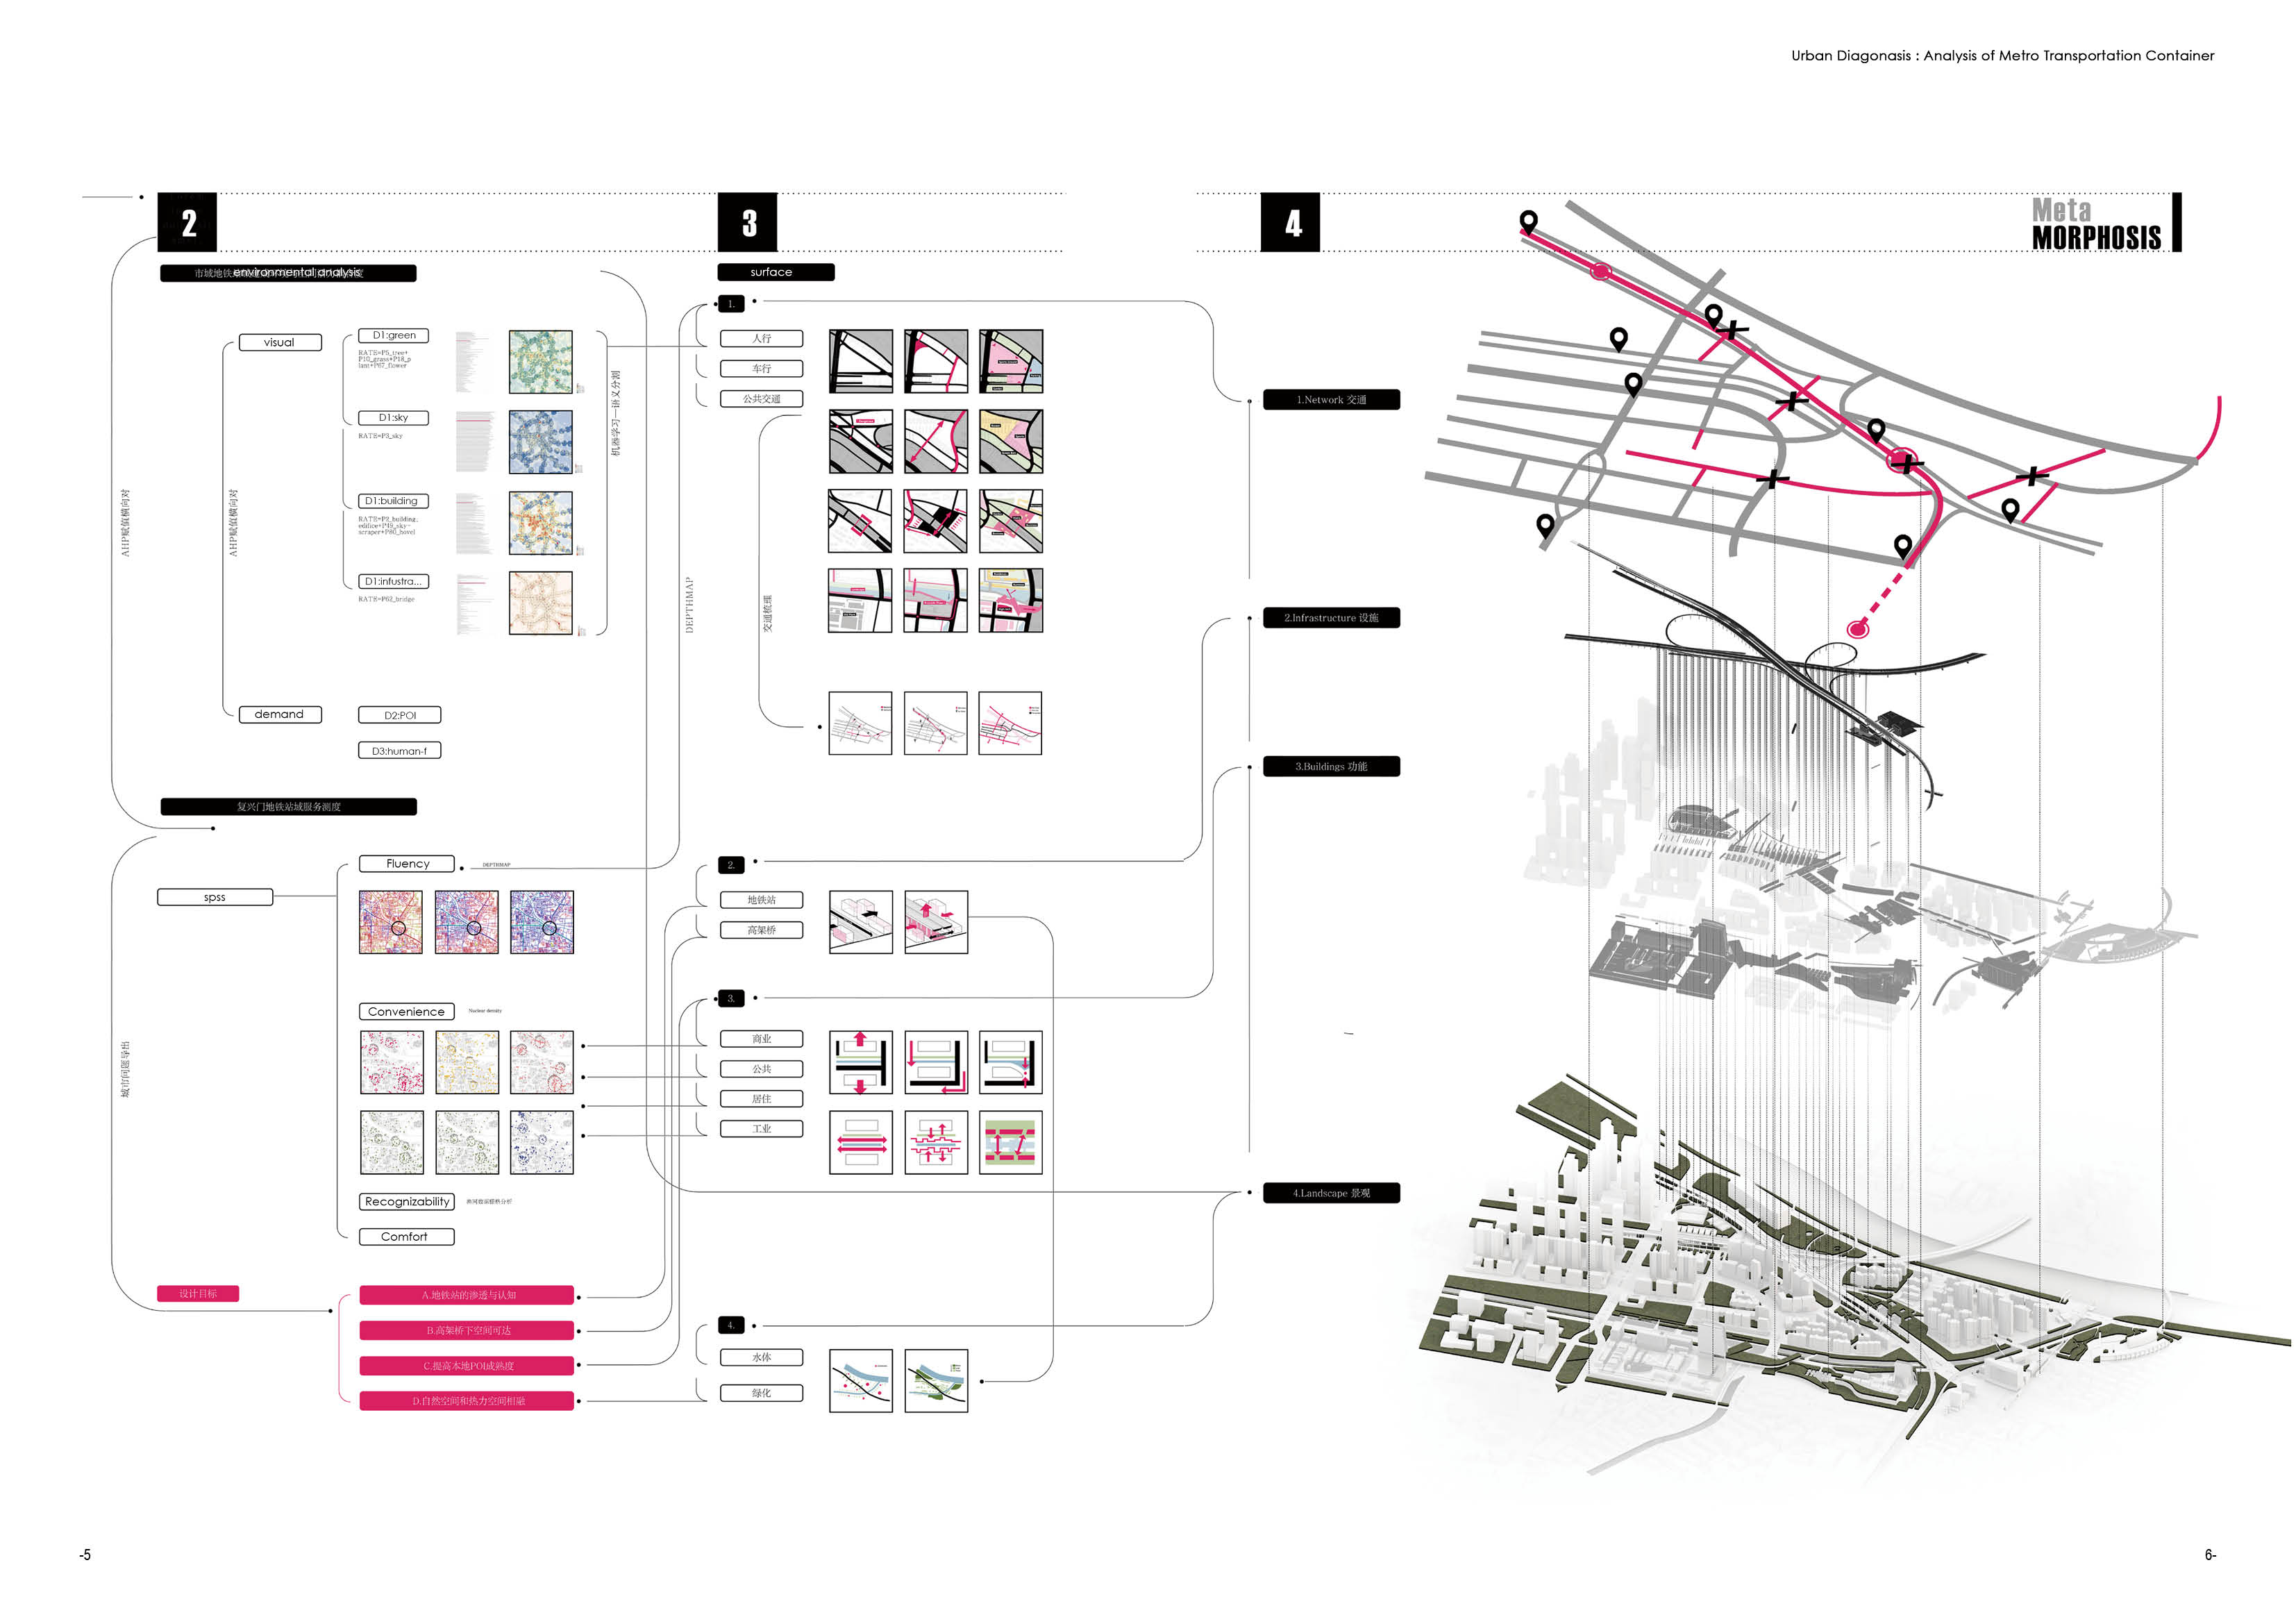 Urban Diagonasis : Analysis of Metro Transportation Container
2
3
4
Meta
MORPHOSIS
environmental analysis
市域地铁
surface
visual
D1:green
RATE=P5_tree+
P10_grass+P18_p
lant+P67_flower
D1:sky
RATE=P3_sky
D1:building
RATE=P2_building,
edifice+P49_sky-
scraper+P80_hovel
D1:infustra...
RATE=P62_bridge
机器学习—语义分割
AHP赋值横向对
AHP赋值横向对
demand
D2:POI
D3:human-f
复兴门地铁站域服务测度
spss
Fluency
DEPTHMAP
Convenience
Nuclear density
Recognizability
Comfort
城市问题导出
设计目标
A.地铁站的渗透与认知
B.高架桥下空间可达
C.提高本地POI成熟度
D.自然空间和热力空间相融
DEPTHMAP
1.
人行
车行
公共交通
交通梳理
2.
地铁站
高架桥
3.
商业
公共
居住
工业
4.
水体
绿化
1.Network 交通
2.Infrastructure 设施
3.Buildings 功能
4.Landscape 景观
-5
6-